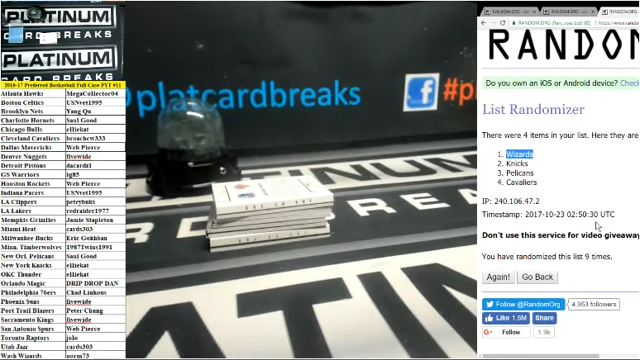 PLATINUM
CARD BREAKS
PLATINUM
CARD BREAKS
2016-17 Preferred Basketball Full Case PYT #11
Atlanta Hawks MegaCollector04
Boston Celtics USNvet1995
Brooklyn Nets Yang Qu
Charlotte Hornets Saul Good
Chicago Bulls elliekat
Cleveland Cavaliers broachcw333
Dallas Mavericks Web Pierce
Denver Nuggets fivewide
Detroit Pistons dacardz1
GS Warriors ig85
Houston Rockets Web Pierce
Indiana Pacers USNvet1995
LA Clippers peteybuks
LA Lakers redraider1977
Memphis Grizzlies Jamie Stapleton
Miami Heat cards303
Milwaukee Bucks Eric Gokhban
Minn. Timberwolves 1987Twins1991
New Orl. Pelicans Saul Good
New York Knicks elliekat
OKC Thunder elliekat
Orlando Magic DRIP DROP DAN
Philadelphia 76ers Chad Linkous
Phoenix Suns fivewide
Port Trail Blazers Peter Chung
Sacramento Kings fivewide
San Antonio Spurs Web Pierce
Toronto Raptors jolo
Utah Jazz cards303
Wash Wizards norm73
@platcardbreaks
f
#p
RANDOM
Do you own an iOS or Android device? Check
List Randomizer
There were 4 items in your list. Here they are
1. Wizards
2. Knicks
3. Pelicans
4. Cavaliers
IP: 240.106.47.2
Timestamp: 2017-10-23 02:50:30 UTC
Don't use this service for video giveaway
You have randomized this list 9 times.
Again! Go Back
Follow @RandomOrg 4,953 followers
Like 1.5M Share
Follow 1.9k